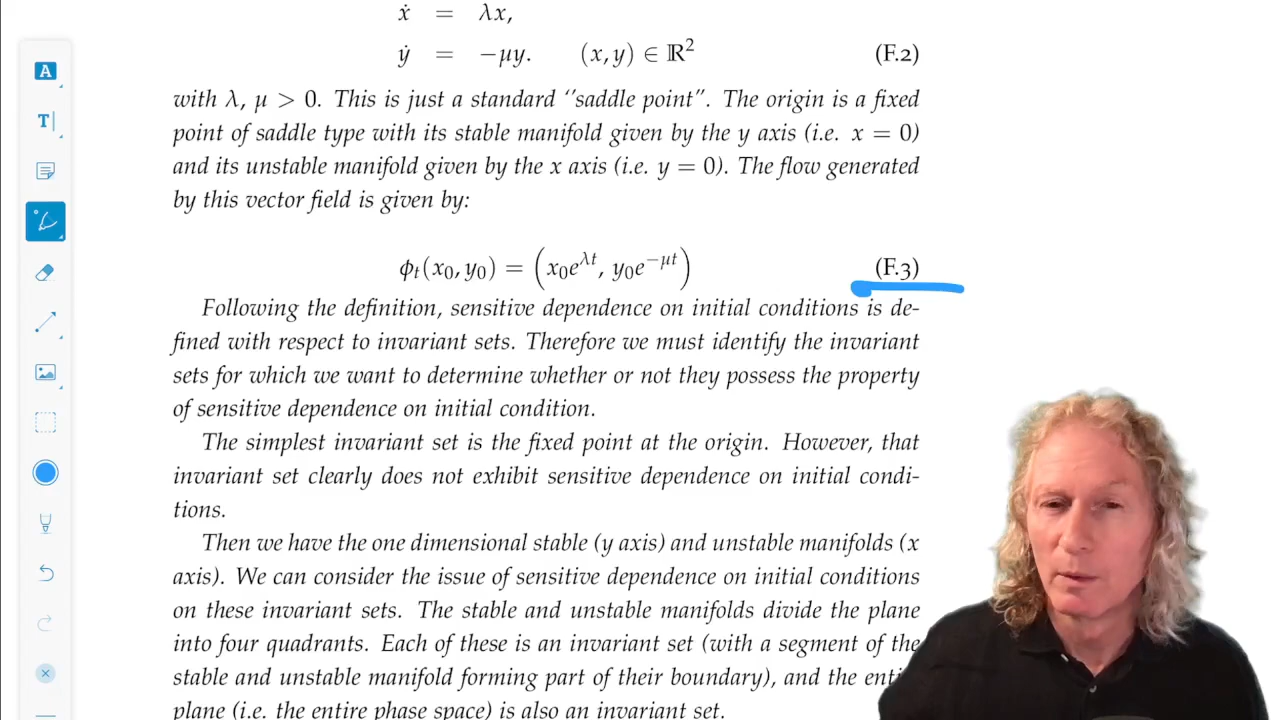 ẋ = λx,
ẏ = −μy. (x, y) ∈ ℝ² (F.2)
with λ, μ > 0. This is just a standard ‘’saddle point”. The origin is a fixed
point of saddle type with its stable manifold given by the y axis (i.e. x = 0)
and its unstable manifold given by the x axis (i.e. y = 0). The flow generated
by this vector field is given by:
ϕₜ(x₀, y₀) = (x₀e^{λt}, y₀e^{−μt}) (F.3)
Following the definition, sensitive dependence on initial conditions is de-
fined with respect to invariant sets. Therefore we must identify the invariant
sets for which we want to determine whether or not they possess the property
of sensitive dependence on initial condition.
The simplest invariant set is the fixed point at the origin. However, that
invariant set clearly does not exhibit sensitive dependence on initial condi-
tions.
Then we have the one dimensional stable (y axis) and unstable manifolds (x
axis). We can consider the issue of sensitive dependence on initial conditions
on these invariant sets. The stable and unstable manifolds divide the plane
into four quadrants. Each of these is an invariant set (with a segment of the
stable and unstable manifold forming part of their boundary), and the
plane (i.e. the entire phase space) is also an invariant set.
A
T